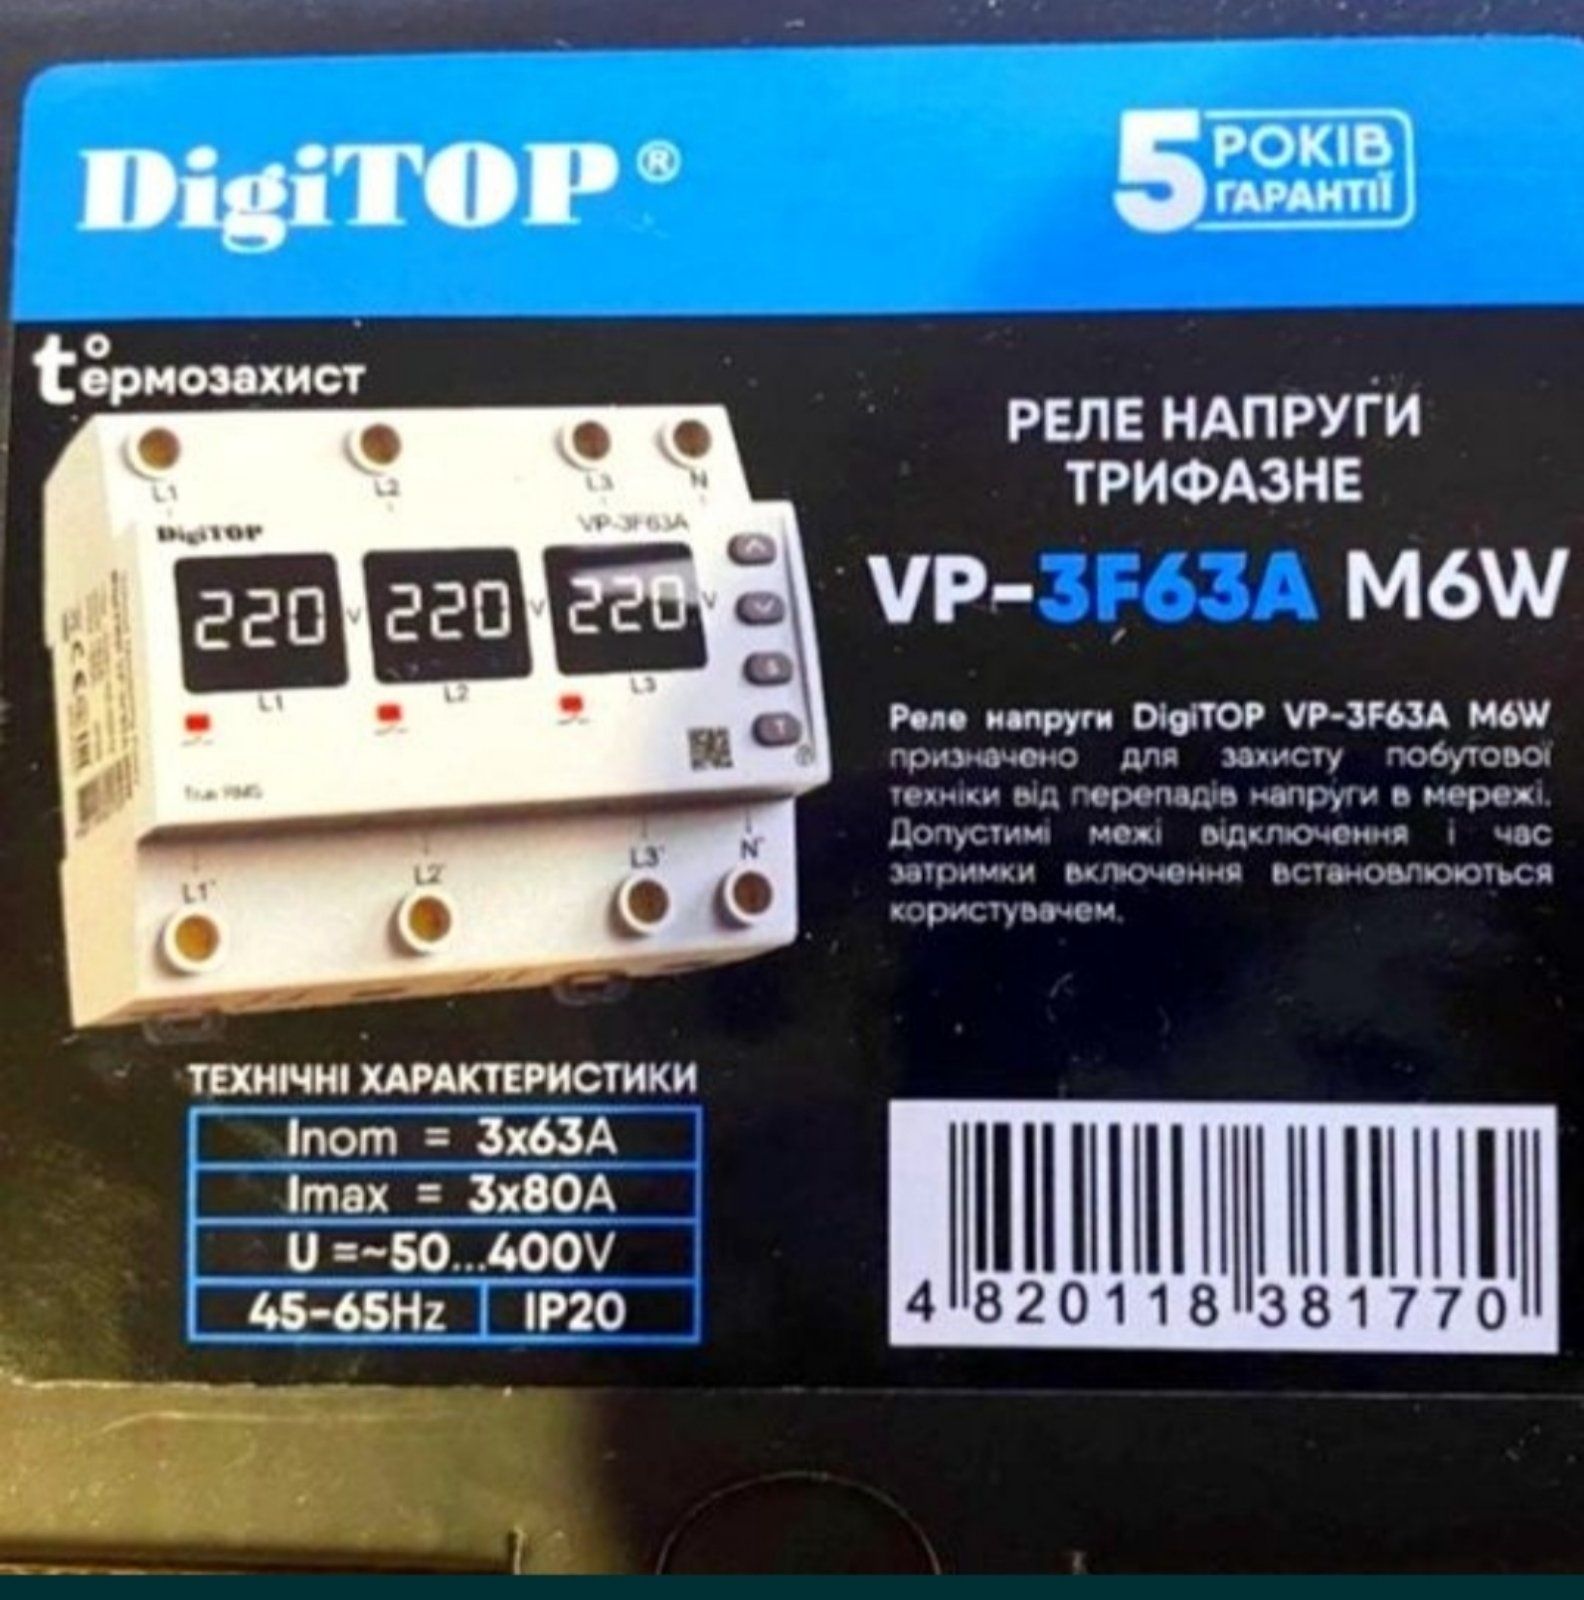 DigiTOP®
5 РОКІВ
ГАРАНТІЇ
t°ермозахист
L1 L2 L3 N
DigiTOP VP-3F63A
220 V 220 V 220 V
L1 L2 L3
True RMS
L1' L2' L3' N'
РЕЛЕ НАПРУГИ
ТРИФАЗНЕ
VP-3F63A M6W
Реле напруги DigiTOP VP-3F63A M6W
призначено для захисту побутової
техніки від перепадів напруги в мережі.
Допустимі межі відключення і час
затримки включення встановлюються
користувачем.
ТЕХНІЧНІ ХАРАКТЕРИСТИКИ
Inom = 3x63A
Imax = 3x80A
U =~50...400V
45-65Hz IP20
4 820118 381770